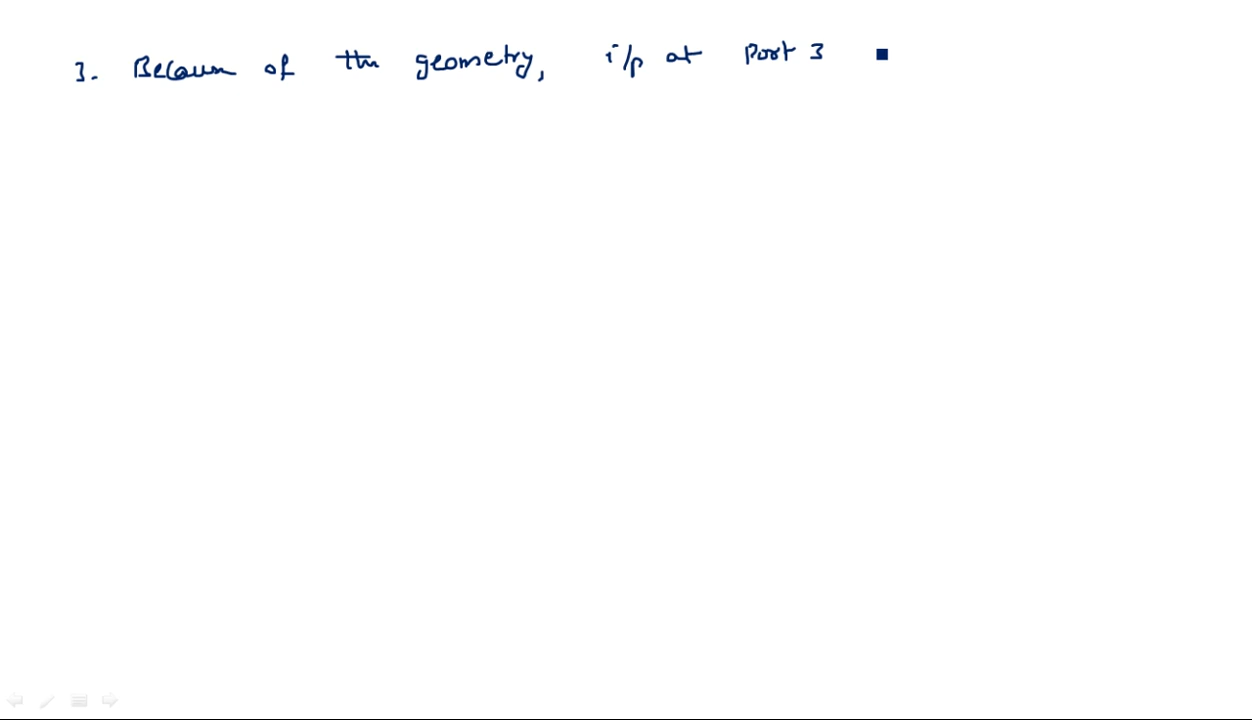 3. Because of the geometry, i/p at Port 3